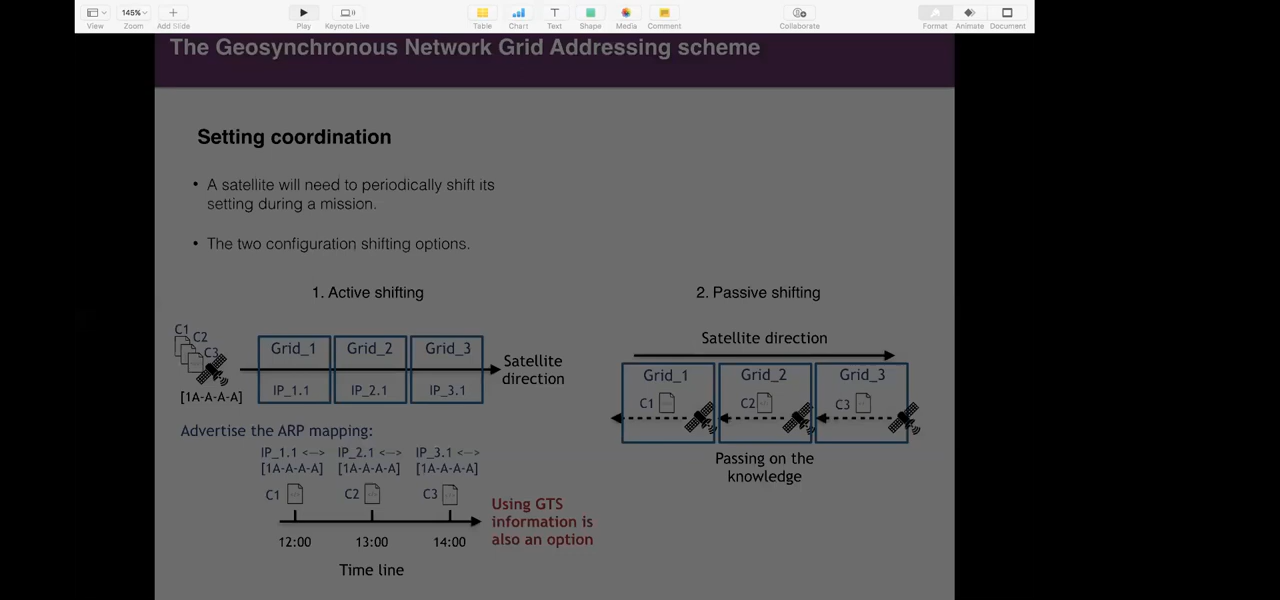 145%
View
Zoom
Add Slide
Play
Keynote Live
Table
Chart
Text
Shape
Media
Comment
Collaborate
Format
Animate
Document
The Geosynchronous Network Grid Addressing scheme
Setting coordination
• A satellite will need to periodically shift its
setting during a mission.
• The two configuration shifting options.
1. Active shifting
C1
C2
C3
[1A-A-A-A]
Grid_1
Grid_2
Grid_3
IP_1.1
IP_2.1
IP_3.1
Satellite
direction
Advertise the ARP mapping:
IP_1.1 <-->
[1A-A-A-A]
IP_2.1 <-->
[1A-A-A-A]
IP_3.1 <-->
[1A-A-A-A]
C1
C2
C3
12:00
13:00
14:00
Time line
Using GTS
information is
also an option
2. Passive shifting
Satellite direction
Grid_1
Grid_2
Grid_3
C1
C2
C3
Passing on the
knowledge